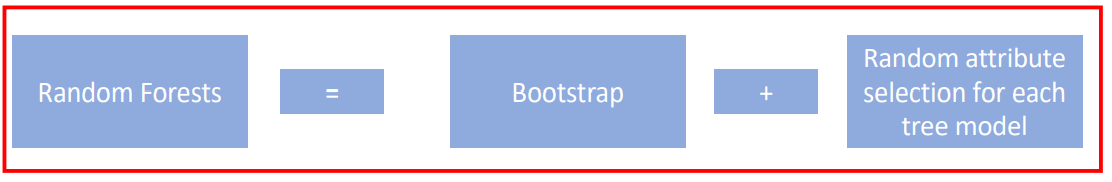 Random Forests
=
Bootstrap
+
Random attribute
selection for each
tree model